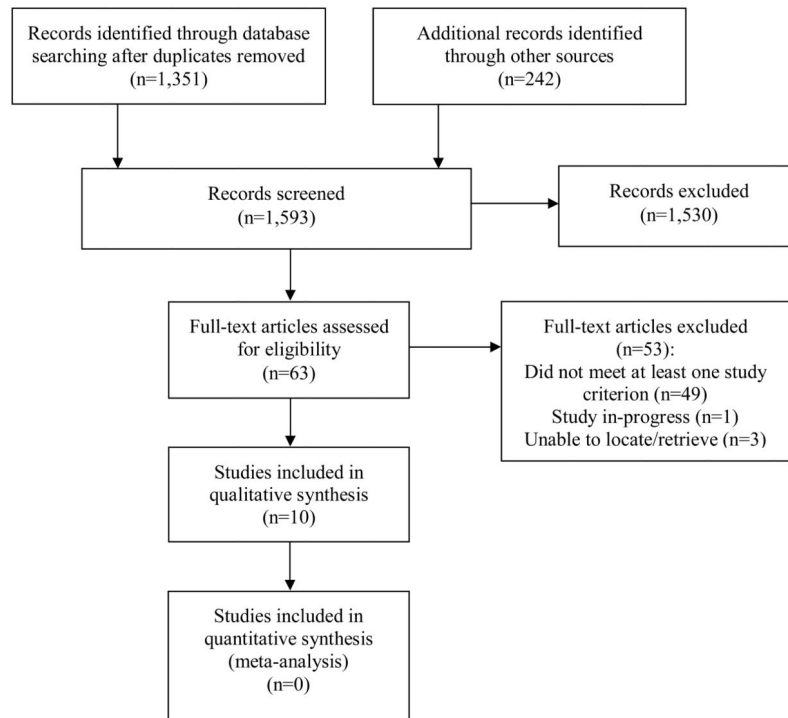 Records identified through database
searching after duplicates removed
(n=1,351)
Additional records identified
through other sources
(n=242)
Records screened
(n=1,593)
Records excluded
(n=1,530)
Full-text articles assessed
for eligibility
(n=63)
Full-text articles excluded
(n=53):
Did not meet at least one study
criterion (n=49)
Study in-progress (n=1)
Unable to locate/retrieve (n=3)
Studies included in
qualitative synthesis
(n=10)
Studies included in
quantitative synthesis
(meta-analysis)
(n=0)